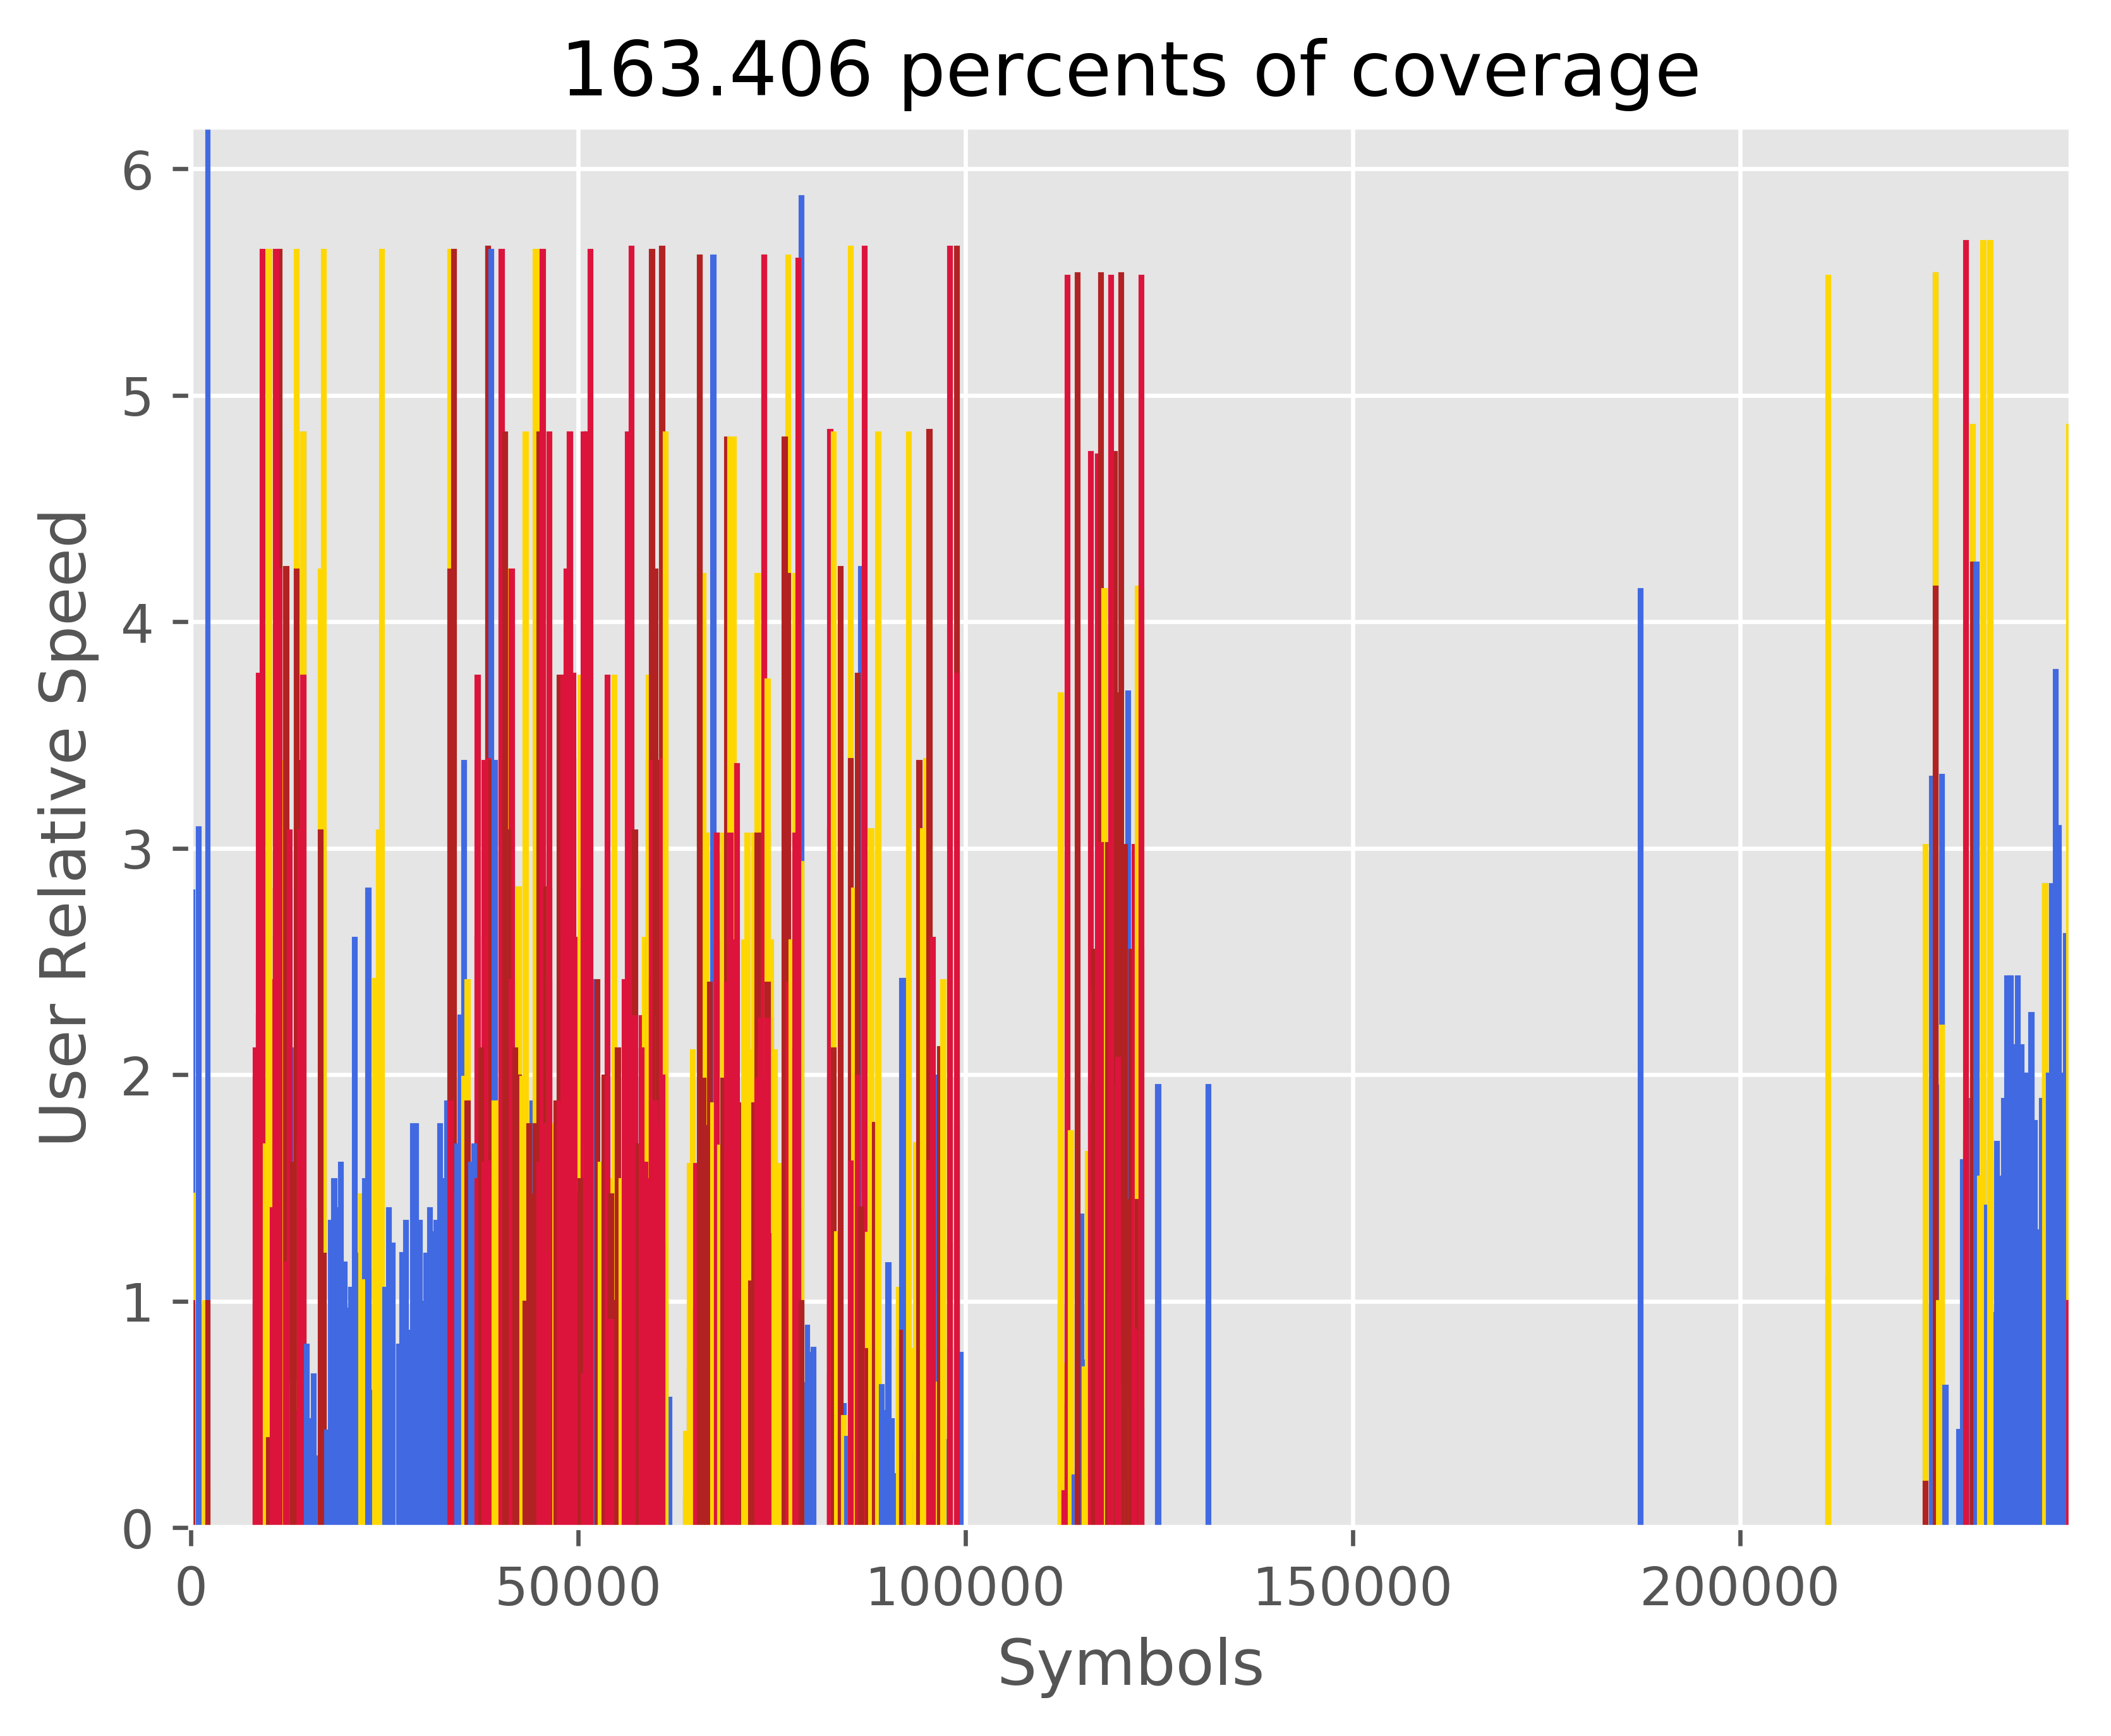 163.406 percents of coverage
6
5
4
3
2
1
0
User Relative Speed
0 50000 100000 150000 200000
Symbols